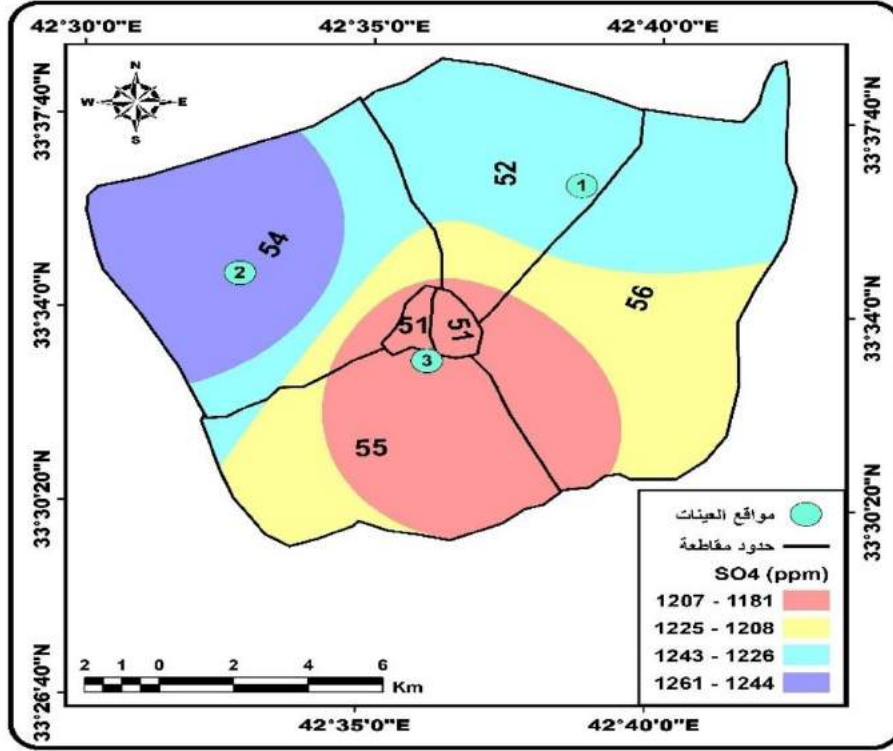 42°30'0"E 42°35'0"E 42°40'0"E
33°37'40"N 33°37'40"N
N
W E
S
52
1
54
2
56
33°34'0"N 33°34'0"N
51 51
3
55
33°30'20"N 33°30'20"N
مواقع العينات
حدود مقاطعة
SO4 (ppm)
1207 - 1181
1225 - 1208
1243 - 1226
1261 - 1244
2 1 0 2 4 6
Km
33°26'40"N 33°26'40"N
42°35'0"E 42°40'0"E